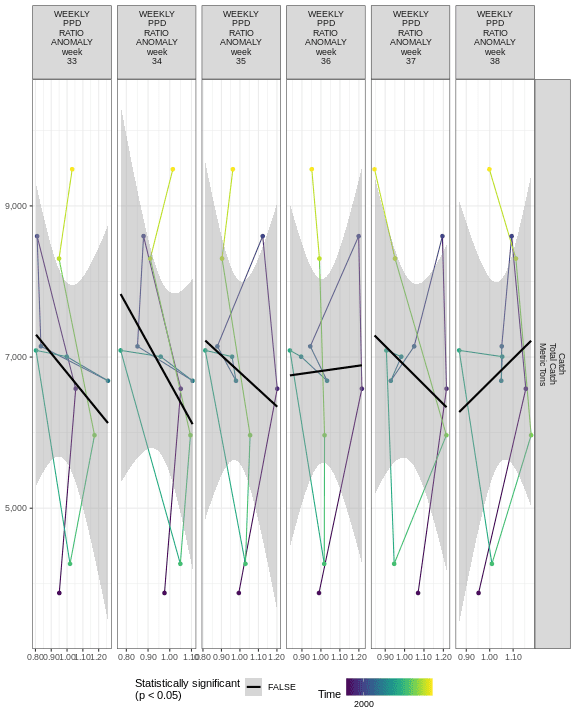 WEEKLY
PPD
RATIO
ANOMALY
week
33
WEEKLY
PPD
RATIO
ANOMALY
week
34
WEEKLY
PPD
RATIO
ANOMALY
week
35
WEEKLY
PPD
RATIO
ANOMALY
week
36
WEEKLY
PPD
RATIO
ANOMALY
week
37
WEEKLY
PPD
RATIO
ANOMALY
week
38
9,000
7,000
5,000
Catch
Total Catch
Metric Tons
0.80 0.90 1.00 1.10 1.20
0.80 0.90 1.00 1.10
0.80 0.90 1.00 1.10 1.20
0.90 1.00 1.10 1.20
0.90 1.00 1.10 1.20
0.90 1.00 1.10
Statistically significant
(p < 0.05)
FALSE
Time
2000